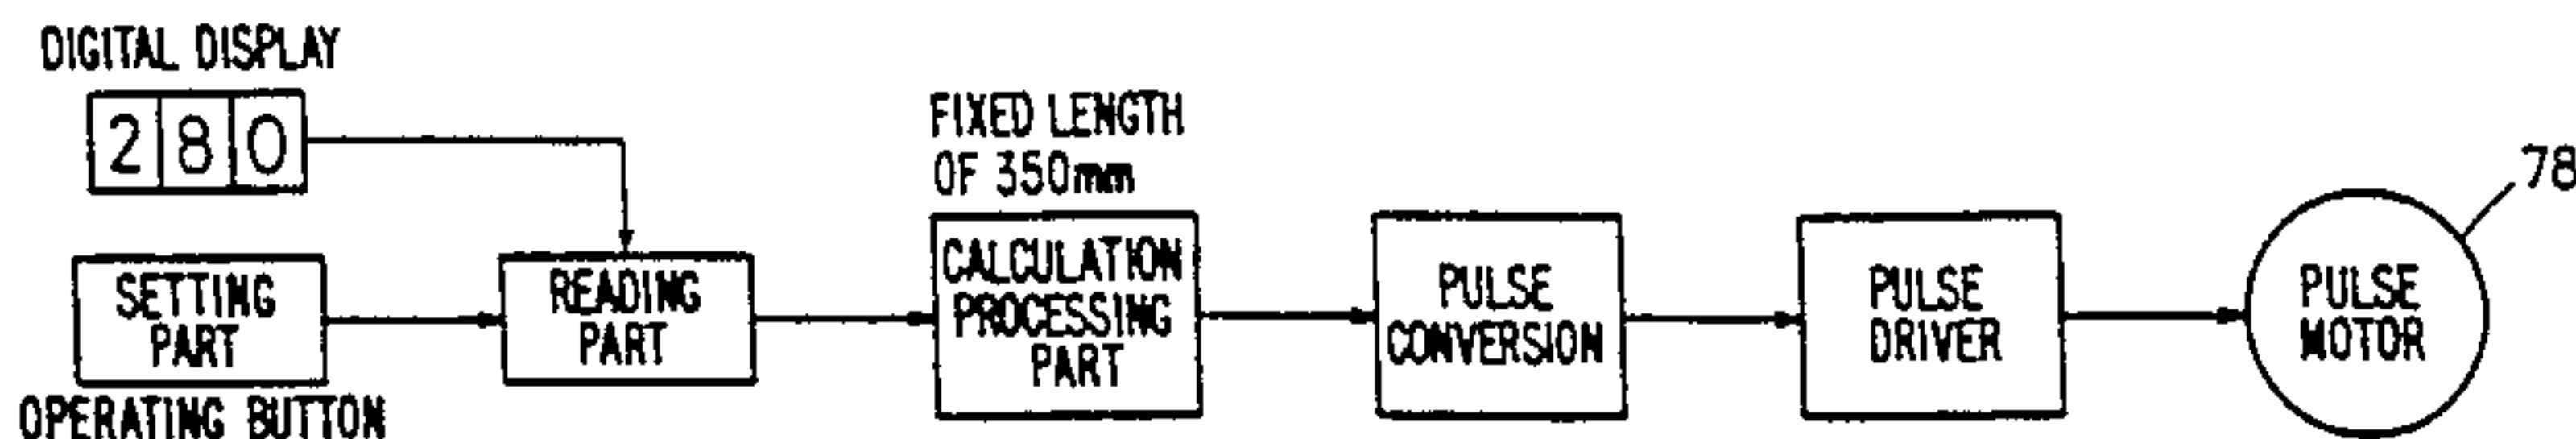 DIGITAL DISPLAY
280
SETTING
PART
OPERATING BUTTON
READING
PART
FIXED LENGTH
OF 350mm
CALCULATION
PROCESSING
PART
PULSE
CONVERSION
PULSE
DRIVER
PULSE
MOTOR
78